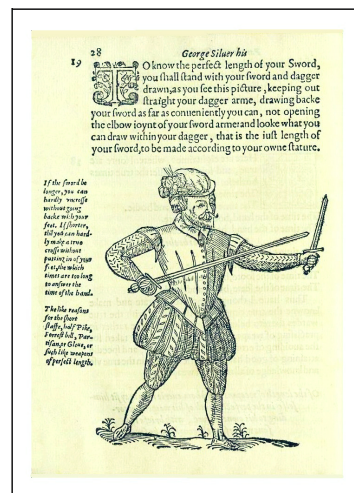 28 George Siluer his
19 TO know the perfect length of your Sword,
you ſhall ſtand with your ſword and dagger
drawn, as you ſee this picture, keeping out
ſtraight your dagger arme, drawing backe
your ſword as far as conueniently you can, not opening
the elbow ioynt of your ſword arme: and looke what you
can draw within your dagger, that is the iuſt length of
your ſword, to be made according to your owne ſtature.
If the ſword be
longer, you can
hardly vncroſſe
without going
backe with your
feet. If ſhorter,
thē you can hard-
ly make a true
croſſe without
putting in of your
feet, the which
times are too long
to anſwer the
time of the hand.
The like reaſons
for the ſhort
ſtaffe, half Pike,
Forreſt bill, Par-
tiſan, or Gleue, or
ſuch like weapons
of perfect length.